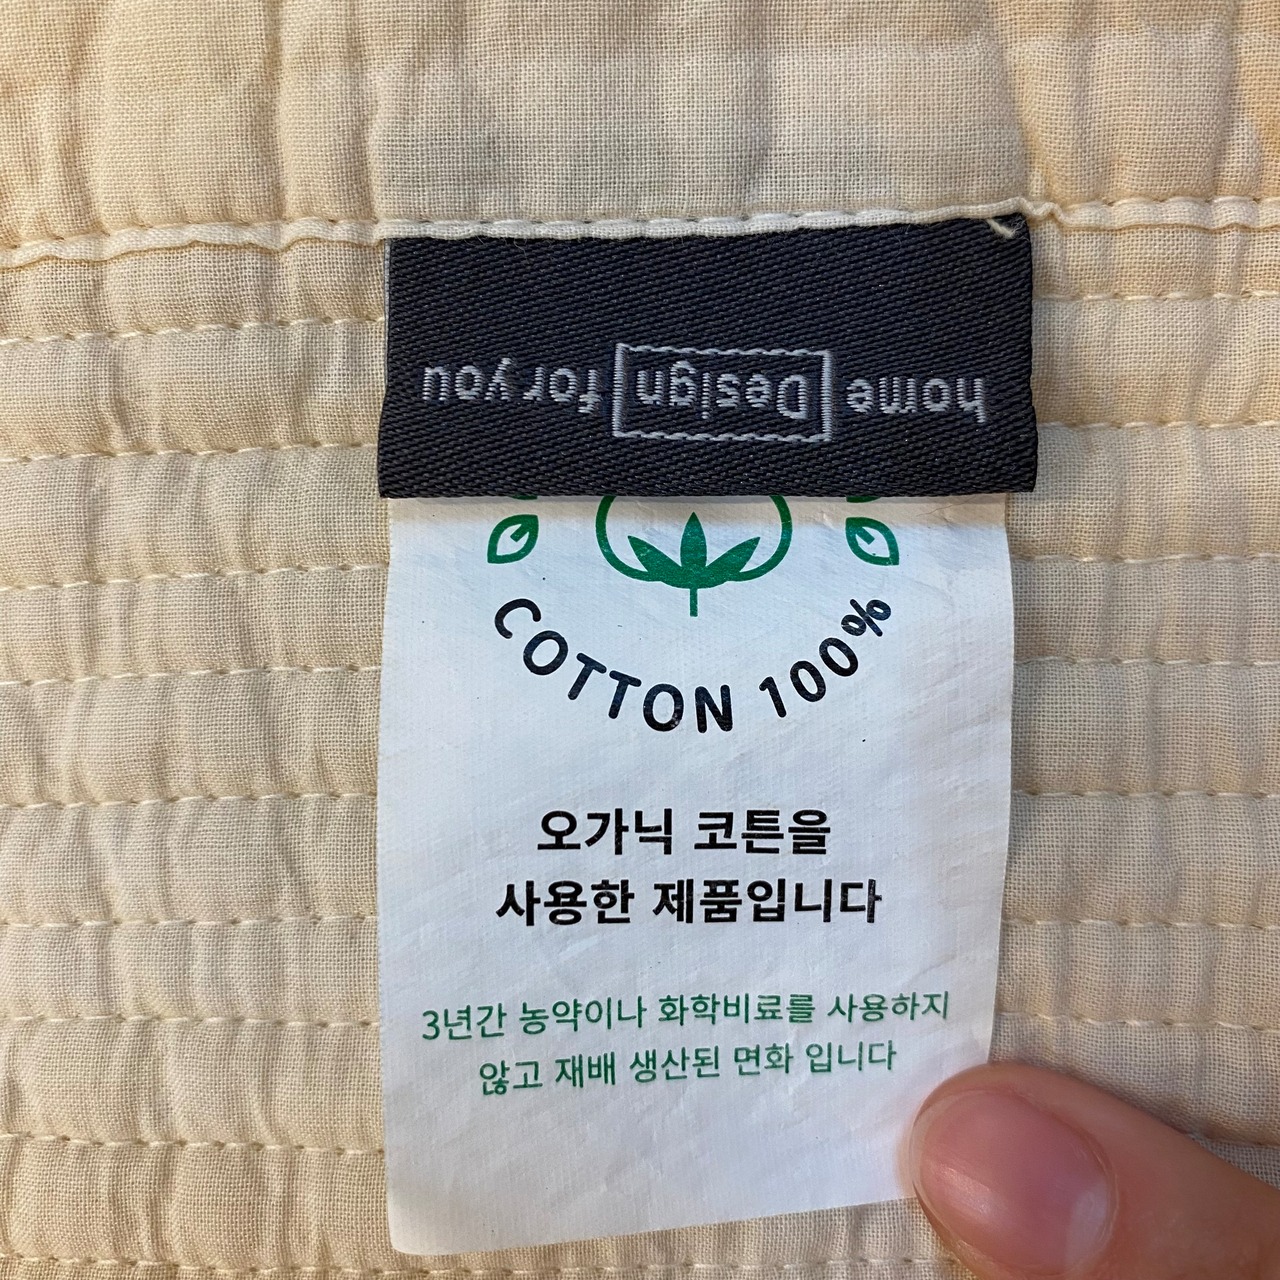 home Design for you
COTTON 100%
오가닉 코튼을
사용한 제품입니다
3년간 농약이나 화학비료를 사용하지
않고 재배 생산된 면화 입니다